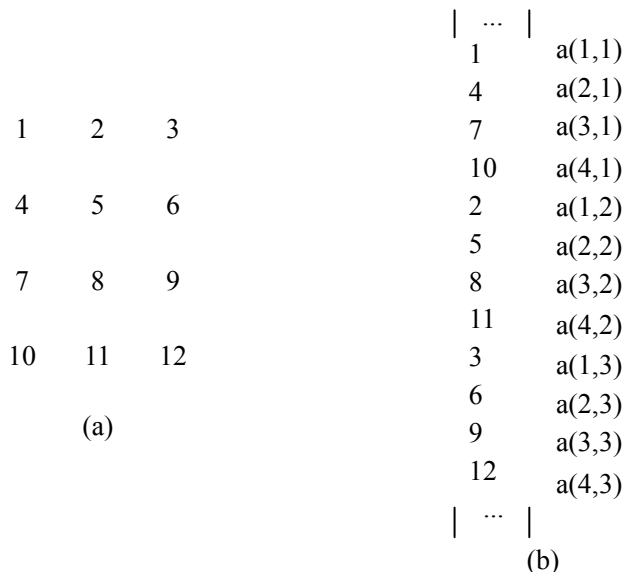 1 2 3
4 5 6
7 8 9
10 11 12
(a)
| ... |
1 a(1,1)
4 a(2,1)
7 a(3,1)
10 a(4,1)
2 a(1,2)
5 a(2,2)
8 a(3,2)
11 a(4,2)
3 a(1,3)
6 a(2,3)
9 a(3,3)
12 a(4,3)
| ... |
(b)